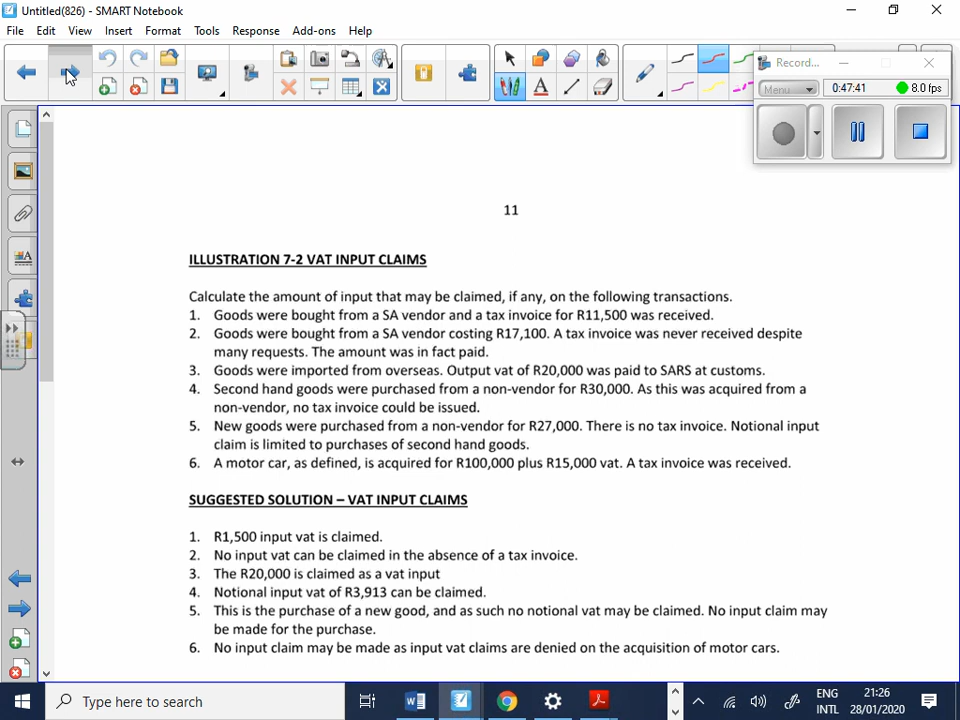 Untitled(826) - SMART Notebook
File Edit View Insert Format Tools Response Add-ons Help
Record...
Menu 0:47:41 8.0 fps
11
ILLUSTRATION 7-2 VAT INPUT CLAIMS
Calculate the amount of input that may be claimed, if any, on the following transactions.
1. Goods were bought from a SA vendor and a tax invoice for R11,500 was received.
2. Goods were bought from a SA vendor costing R17,100. A tax invoice was never received despite
many requests. The amount was in fact paid.
3. Goods were imported from overseas. Output vat of R20,000 was paid to SARS at customs.
4. Second hand goods were purchased from a non-vendor for R30,000. As this was acquired from a
non-vendor, no tax invoice could be issued.
5. New goods were purchased from a non-vendor for R27,000. There is no tax invoice. Notional input
claim is limited to purchases of second hand goods.
6. A motor car, as defined, is acquired for R100,000 plus R15,000 vat. A tax invoice was received.
SUGGESTED SOLUTION – VAT INPUT CLAIMS
1. R1,500 input vat is claimed.
2. No input vat can be claimed in the absence of a tax invoice.
3. The R20,000 is claimed as a vat input
4. Notional input vat of R3,913 can be claimed.
5. This is the purchase of a new good, and as such no notional vat may be claimed. No input claim may
be made for the purchase.
6. No input claim may be made as input vat claims are denied on the acquisition of motor cars.
Type here to search
ENG 21:26
INTL 28/01/2020